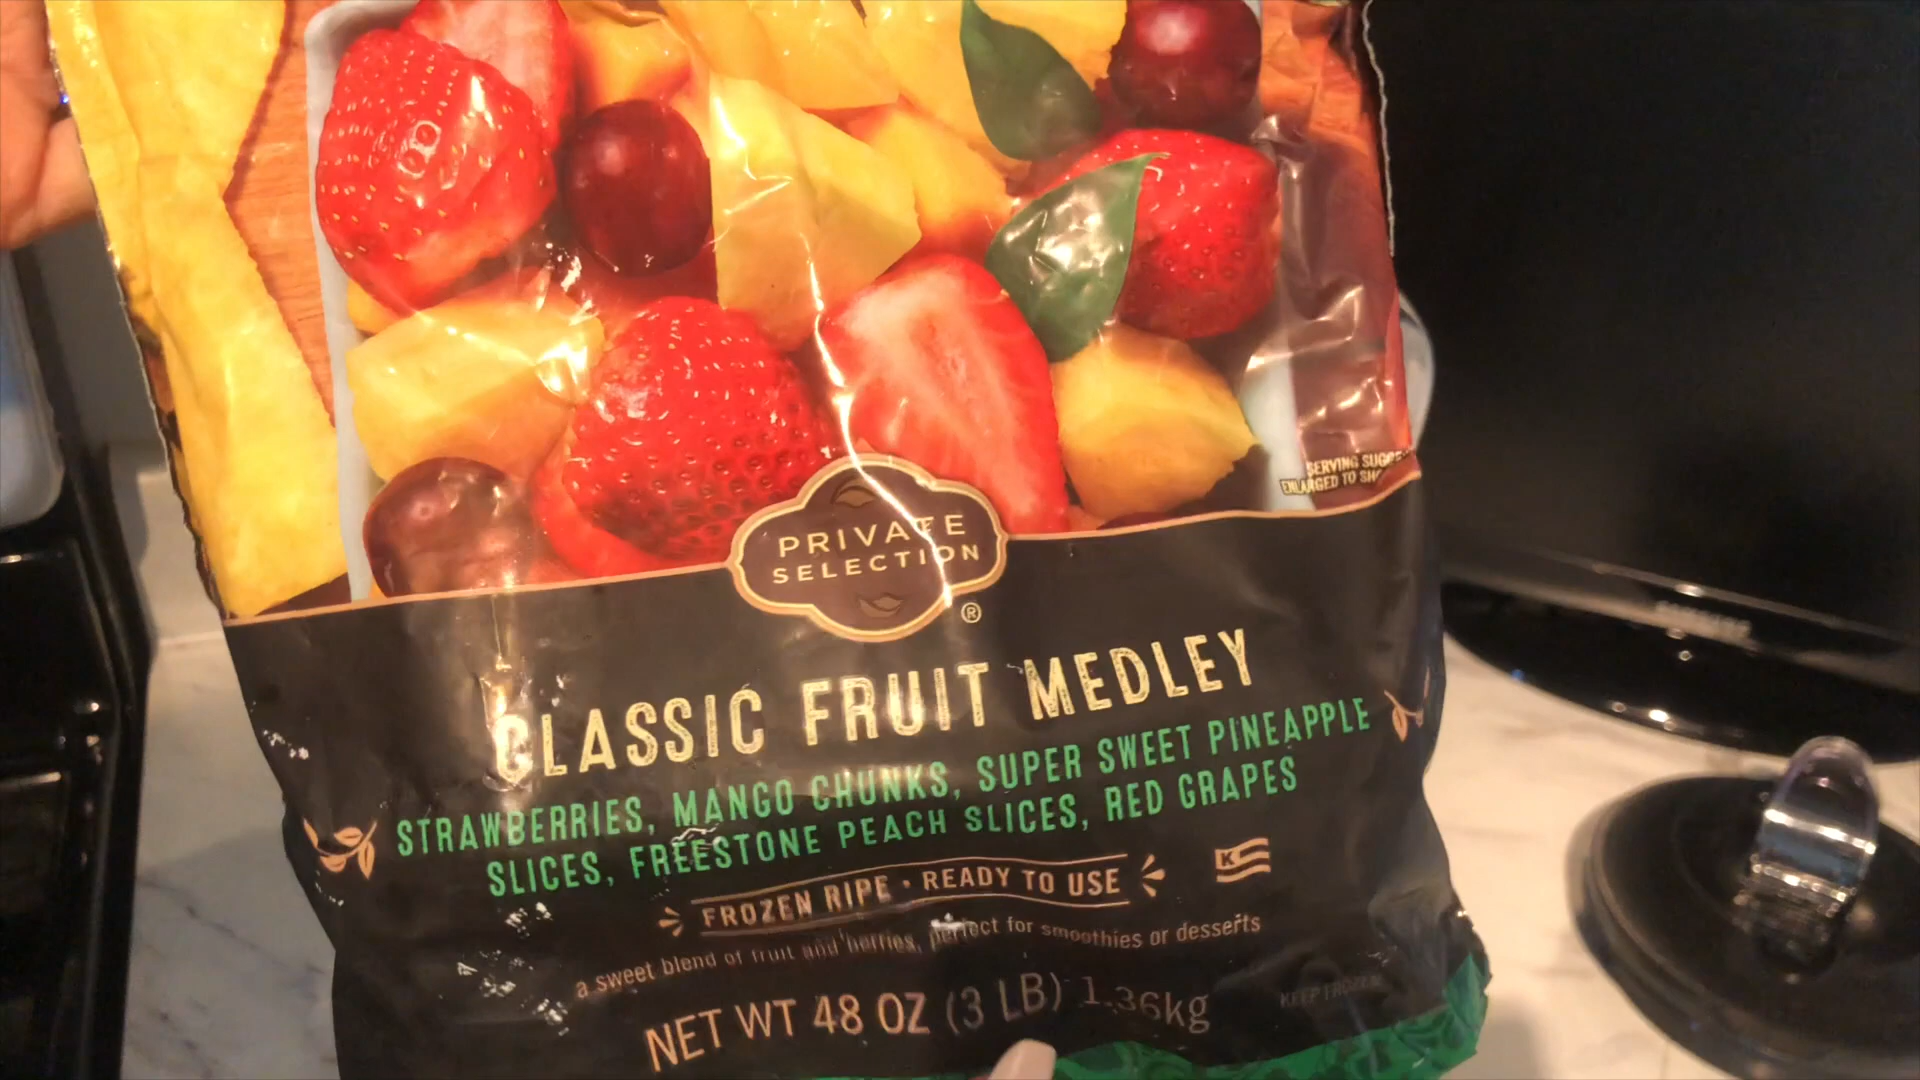 SERVING
ENLARGED TO
PRIVATE
SELECTION
®
CLASSIC FRUIT MEDLEY
STRAWBERRIES, MANGO CHUNKS, SUPER SWEET PINEAPPLE
SLICES, FREESTONE PEACH SLICES, RED GRAPES
FROZEN RIPE • READY TO USE
K
a sweet blend of fruit and berries, perfect for smoothies or desserts
NET WT 48 OZ (3 LB) 1.36kg
KEEP FROZEN